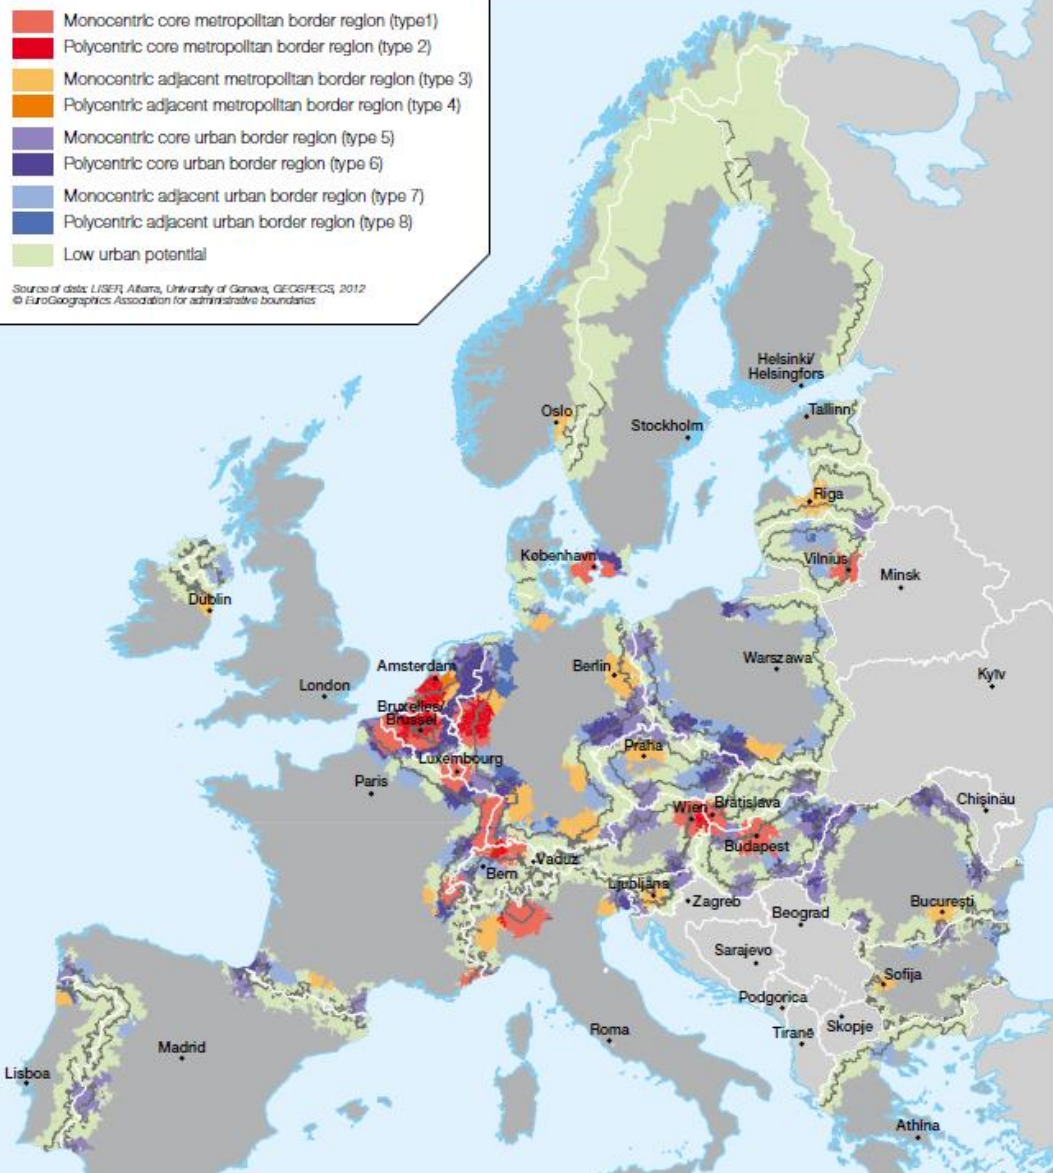 Monocentric core metropolitan border region (type1)
Polycentric core metropolitan border region (type 2)
Monocentric adjacent metropolitan border region (type 3)
Polycentric adjacent metropolitan border region (type 4)
Monocentric core urban border region (type 5)
Polycentric core urban border region (type 6)
Monocentric adjacent urban border region (type 7)
Polycentric adjacent urban border region (type 8)
Low urban potential
Source of data: LISER, Alterra, University of Geneva, GEOSPECS, 2012
© EuroGeographics Association for administrative boundaries
Helsinki/
Helsingfors
Oslo
Tallinn
Stockholm
Riga
København
Vilnius
Minsk
Dublin
Amsterdam
Berlin
Warszawa
London
Kyiv
Bruxelles/
Brussel
Praha
Luxembourg
Paris
Wien
Bratislava
Chişinău
Budapest
Vaduz
Bern
Ljubljana
Zagreb
Bucureşti
Beograd
Sarajevo
Sofija
Podgorica
Skopje
Roma
Tiranë
Madrid
Lisboa
Athina